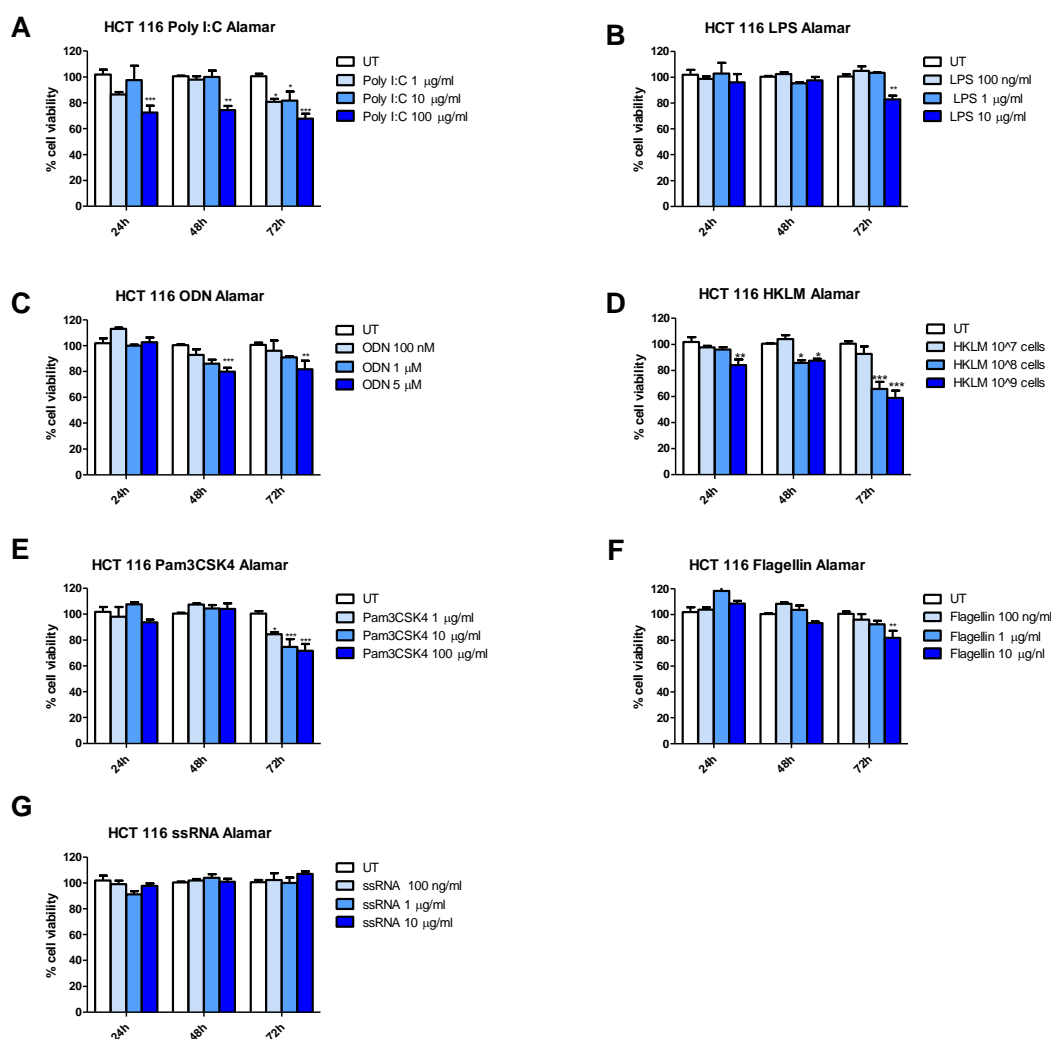 A
HCT 116 Poly I:C Alamar
% cell viability
120
100
80
60
40
20
0
***
**
*
*
***
24h
48h
72h
UT
Poly I:C 1 μg/ml
Poly I:C 10 μg/ml
Poly I:C 100 μg/ml
B
HCT 116 LPS Alamar
% cell viability
120
100
80
60
40
20
0
**
24h
48h
72h
UT
LPS 100 ng/ml
LPS 1 μg/ml
LPS 10 μg/ml
C
HCT 116 ODN Alamar
% cell viability
120
100
80
60
40
20
0
***
**
24h
48h
72h
UT
ODN 100 nM
ODN 1 μM
ODN 5 μM
D
HCT 116 HKLM Alamar
% cell viability
120
100
80
60
40
20
0
**
*
*
***
***
24h
48h
72h
UT
HKLM 10^7 cells
HKLM 10^8 cells
HKLM 10^9 cells
E
HCT 116 Pam3CSK4 Alamar
% cell viability
120
100
80
60
40
20
0
*
***
***
24h
48h
72h
UT
Pam3CSK4 1 μg/ml
Pam3CSK4 10 μg/ml
Pam3CSK4 100 μg/ml
F
HCT 116 Flagellin Alamar
% cell viability
120
100
80
60
40
20
0
**
24h
48h
72h
UT
Flagellin 100 ng/ml
Flagellin 1 μg/ml
Flagellin 10 μg/nl
G
HCT 116 ssRNA Alamar
% cell viability
120
100
80
60
40
20
0
24h
48h
72h
UT
ssRNA 100 ng/ml
ssRNA 1 μg/ml
ssRNA 10 μg/ml